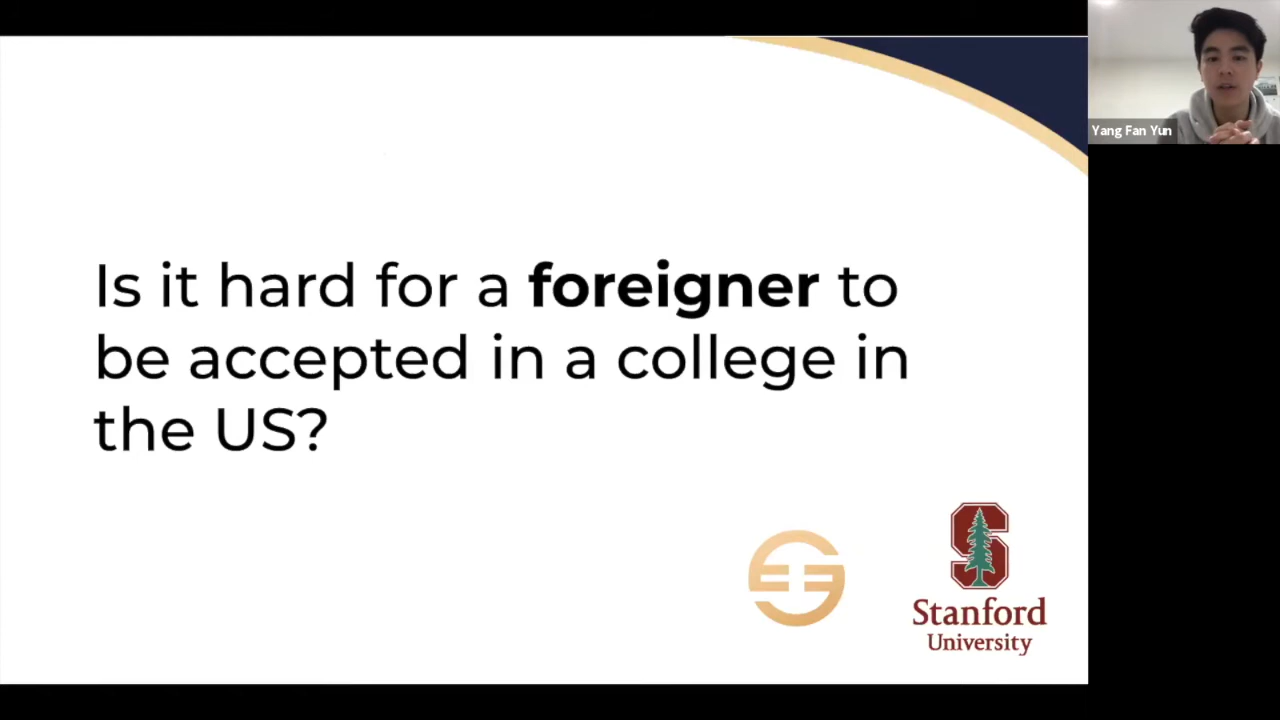 Is it hard for a foreigner to
be accepted in a college in
the US?
Stanford
University
Yang Fan Yun